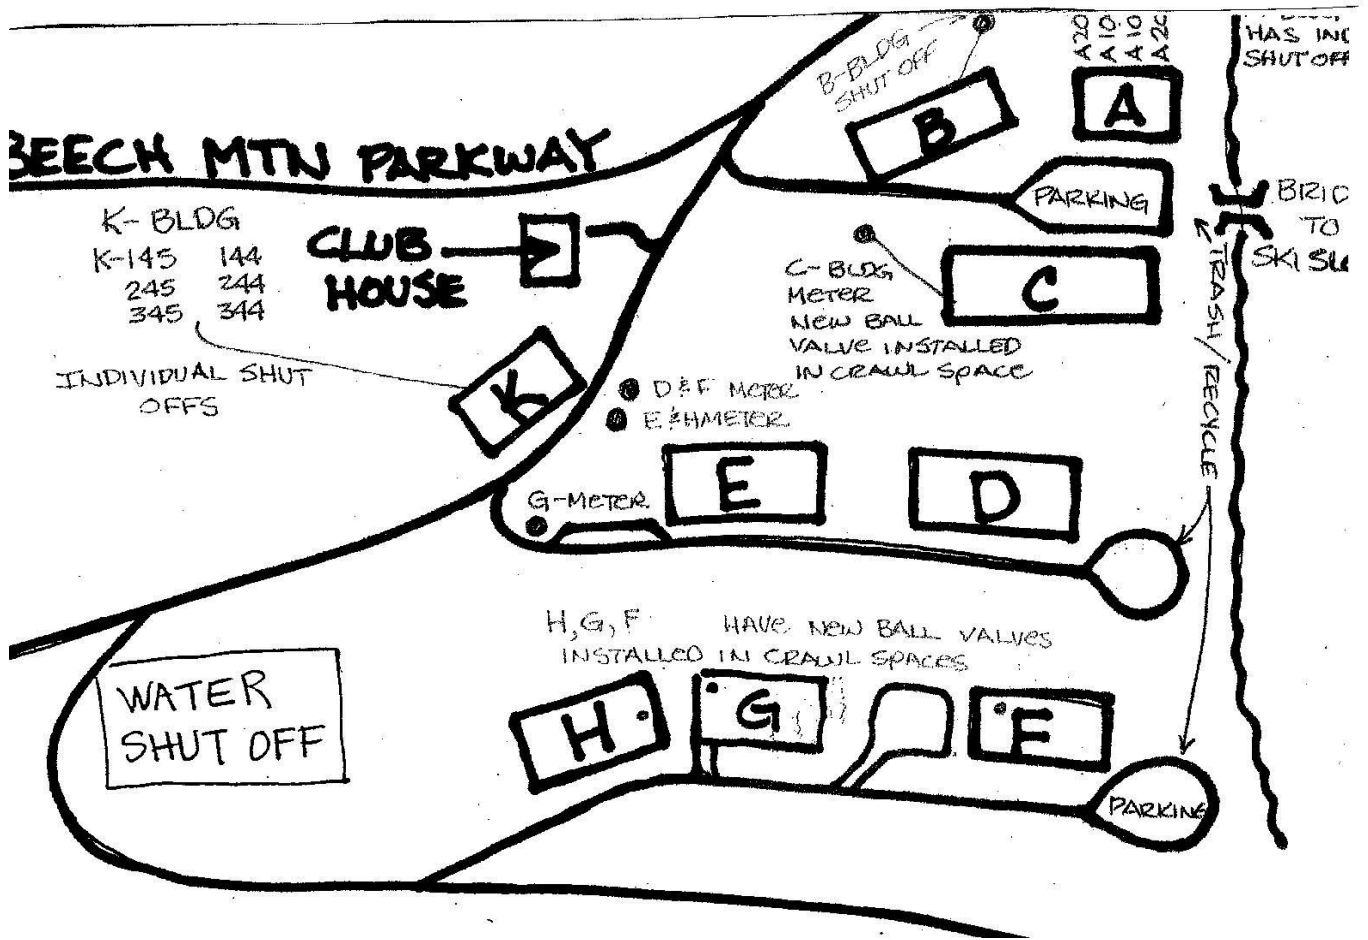 B-BLDG
SHUT OFF
A20
A10
A10
A20
HAS IN
SHUT OFF
B
A
BEECH MTN PARKWAY
PARKING
BRID
TO
SKI SL
K-BLDG
K-145 144
245 244
345 344
INDIVIDUAL SHUT
OFFS
CLUB
HOUSE
C-BLDG
METER
NEW BALL
VALVE INSTALLED
IN CRAWL SPACE
C
TRASH/RECYCLE
K
D&F METER
E&H METER
G-METER
E
D
H, G, F HAVE NEW BALL VALVES
INSTALLED IN CRAWL SPACES
WATER
SHUT OFF
H
G
F
PARKING